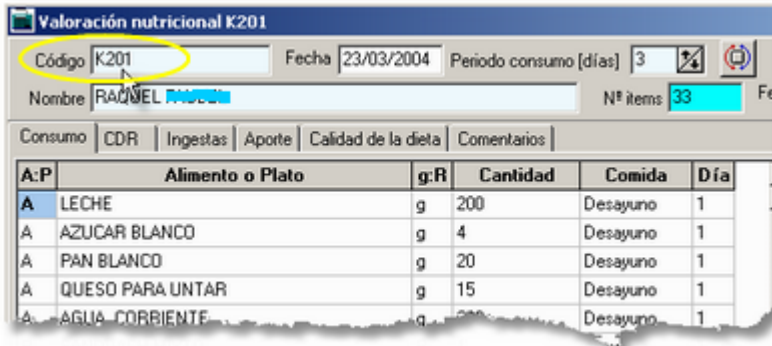 Valoración nutricional K201
Código K201 Fecha 23/03/2004 Periodo consumo [días] 3
Nombre RAQUEL Nº items 33 Fe
Consumo CDR Ingestas Aporte Calidad de la dieta Comentarios
A:P Alimento o Plato g:R Cantidad Comida Día
A LECHE g 200 Desayuno 1
A AZUCAR BLANCO g 4 Desayuno 1
A PAN BLANCO g 20 Desayuno 1
A QUESO PARA UNTAR g 15 Desayuno 1
A AGUA CORRIENTE g Desayuno 1